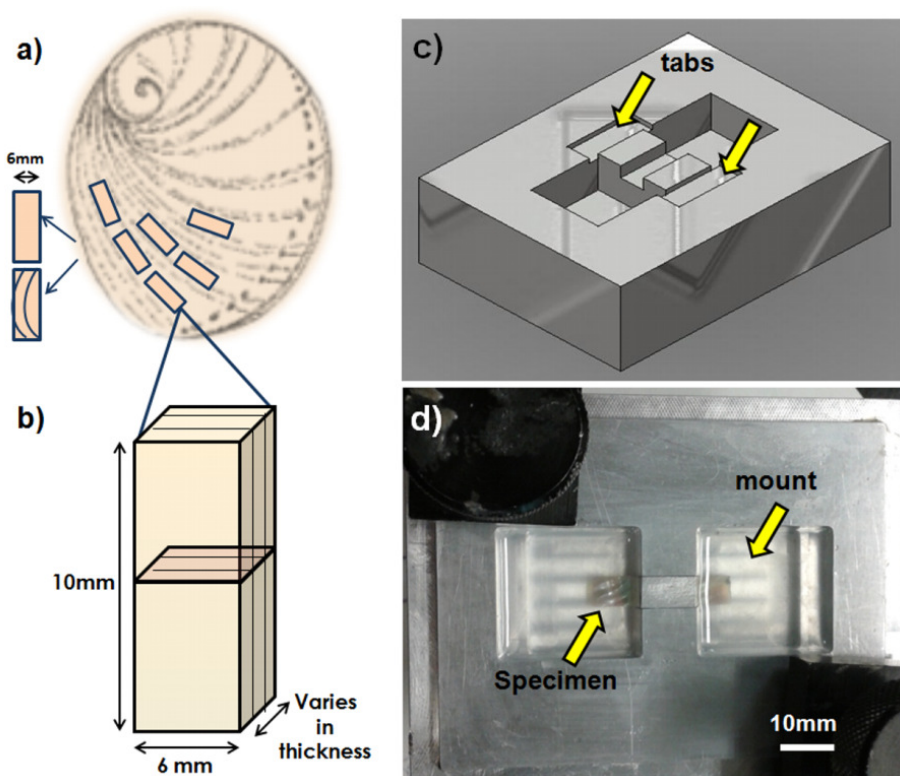 a)
6mm
b)
10mm
6 mm
Varies
in
thickness
c)
tabs
d)
mount
Specimen
10mm